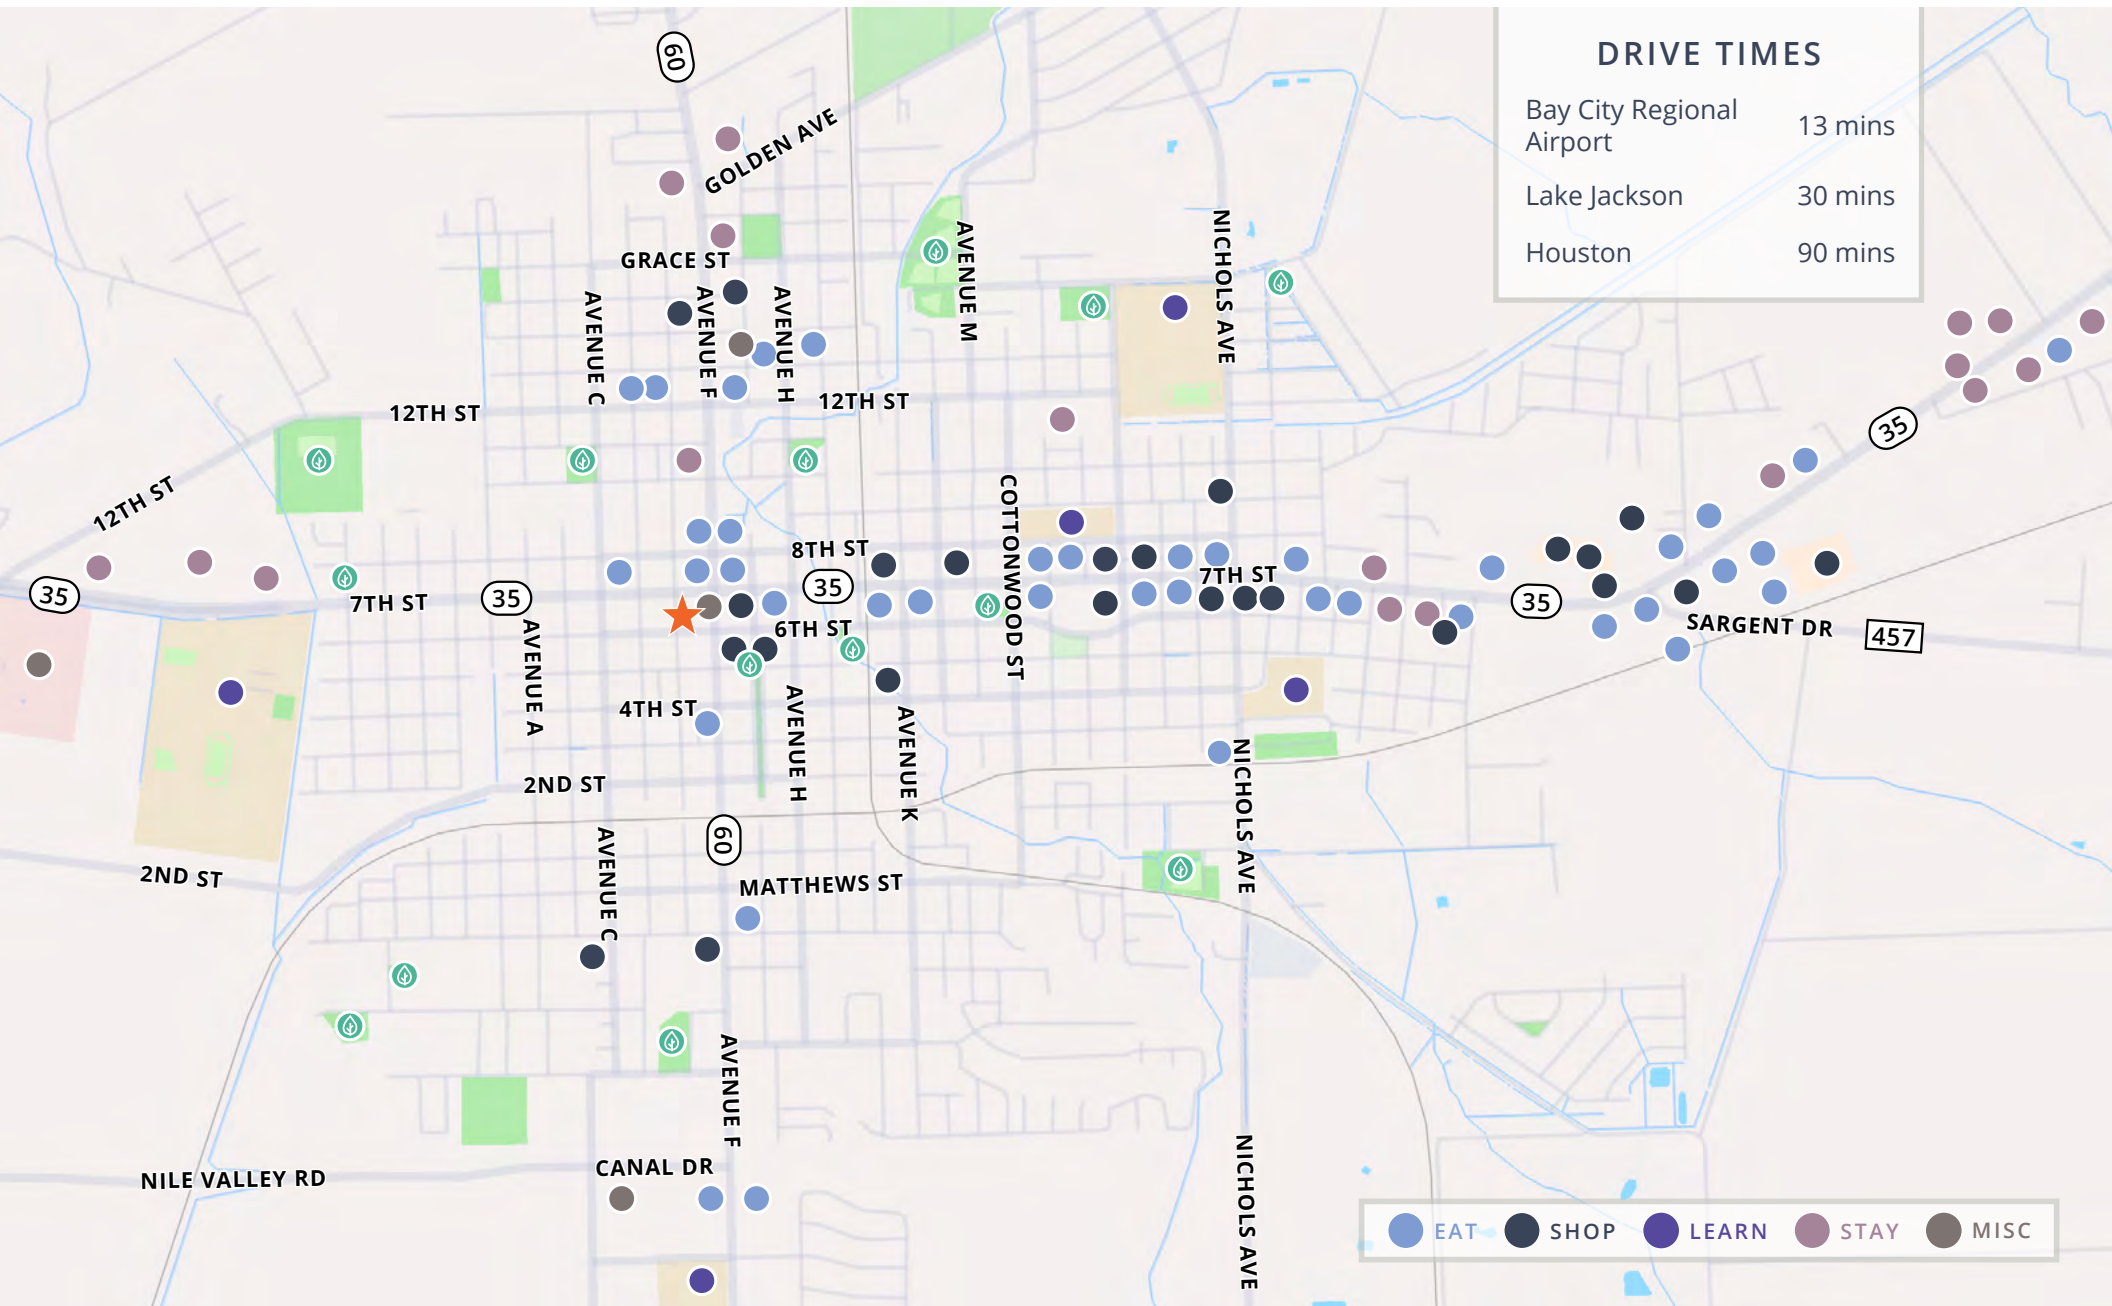 DRIVE TIMES
Bay City Regional
Airport
13 mins
Lake Jackson
30 mins
Houston
90 mins
60
GOLDEN AVE
GRACE ST
AVENUE C
AVENUE F
AVENUE H
AVENUE M
NICHOLS AVE
12TH ST
12TH ST
12TH ST
35
COTTONWOOD ST
8TH ST
7TH ST
35
7TH ST
35
35
35
6TH ST
SARGENT DR
457
AVENUE A
4TH ST
AVENUE H
AVENUE K
NICHOLS AVE
2ND ST
60
2ND ST
AVENUE C
MATTHEWS ST
AVENUE F
CANAL DR
NILE VALLEY RD
NICHOLS AVE
EAT
SHOP
LEARN
STAY
MISC